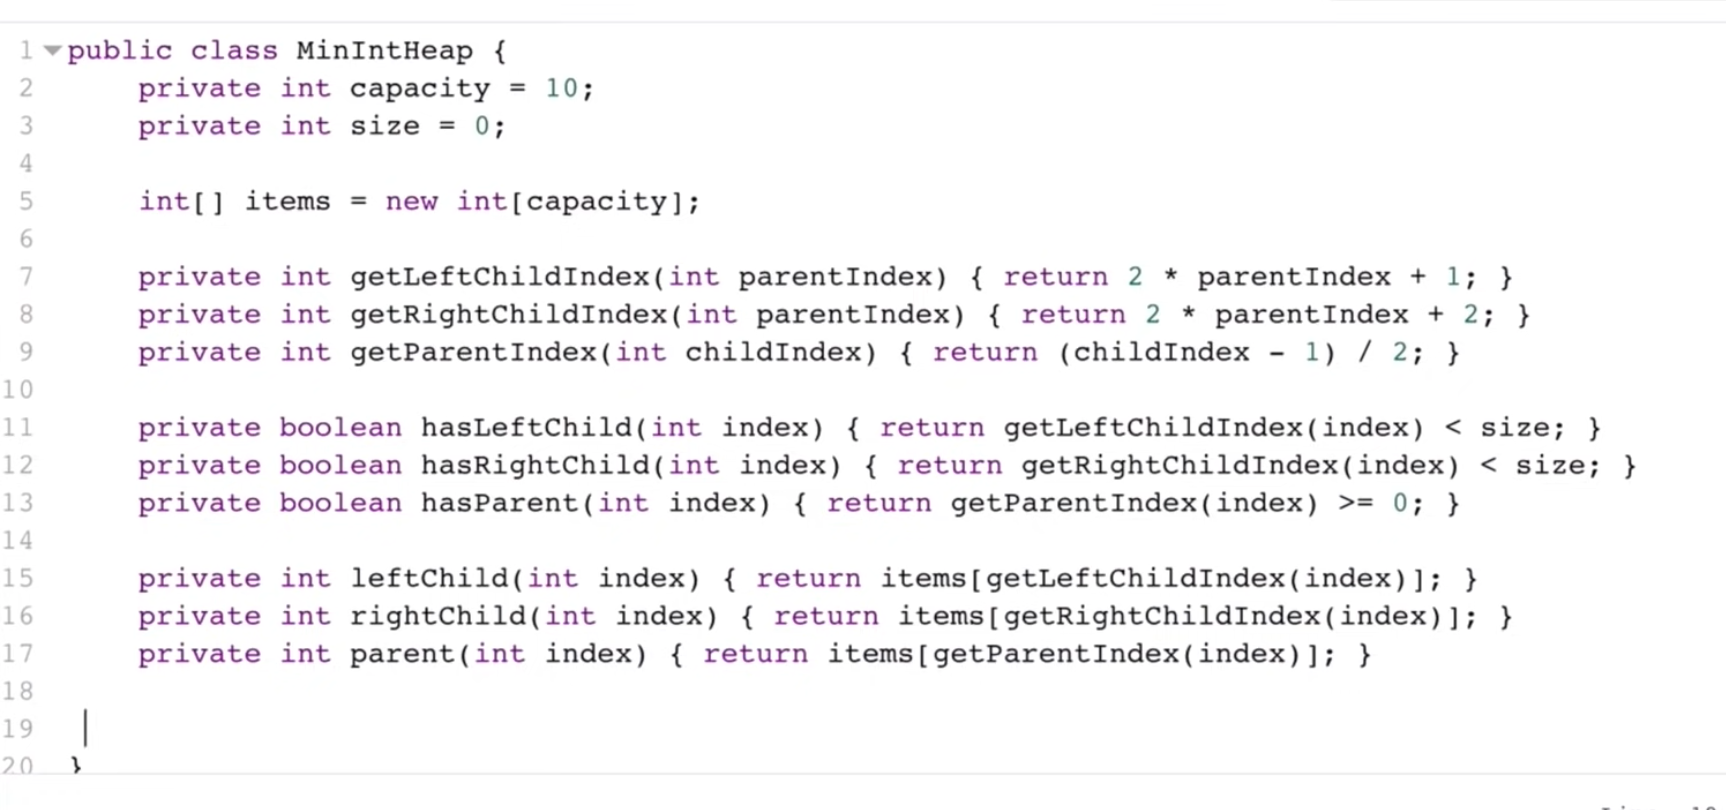 1 public class MinIntHeap {
2 private int capacity = 10;
3 private int size = 0;
4
5 int[] items = new int[capacity];
6
7 private int getLeftChildIndex(int parentIndex) { return 2 * parentIndex + 1; }
8 private int getRightChildIndex(int parentIndex) { return 2 * parentIndex + 2; }
9 private int getParentIndex(int childIndex) { return (childIndex - 1) / 2; }
10
11 private boolean hasLeftChild(int index) { return getLeftChildIndex(index) < size; }
12 private boolean hasRightChild(int index) { return getRightChildIndex(index) < size; }
13 private boolean hasParent(int index) { return getParentIndex(index) >= 0; }
14
15 private int leftChild(int index) { return items[getLeftChildIndex(index)]; }
16 private int rightChild(int index) { return items[getRightChildIndex(index)]; }
17 private int parent(int index) { return items[getParentIndex(index)]; }
18
19
20 }